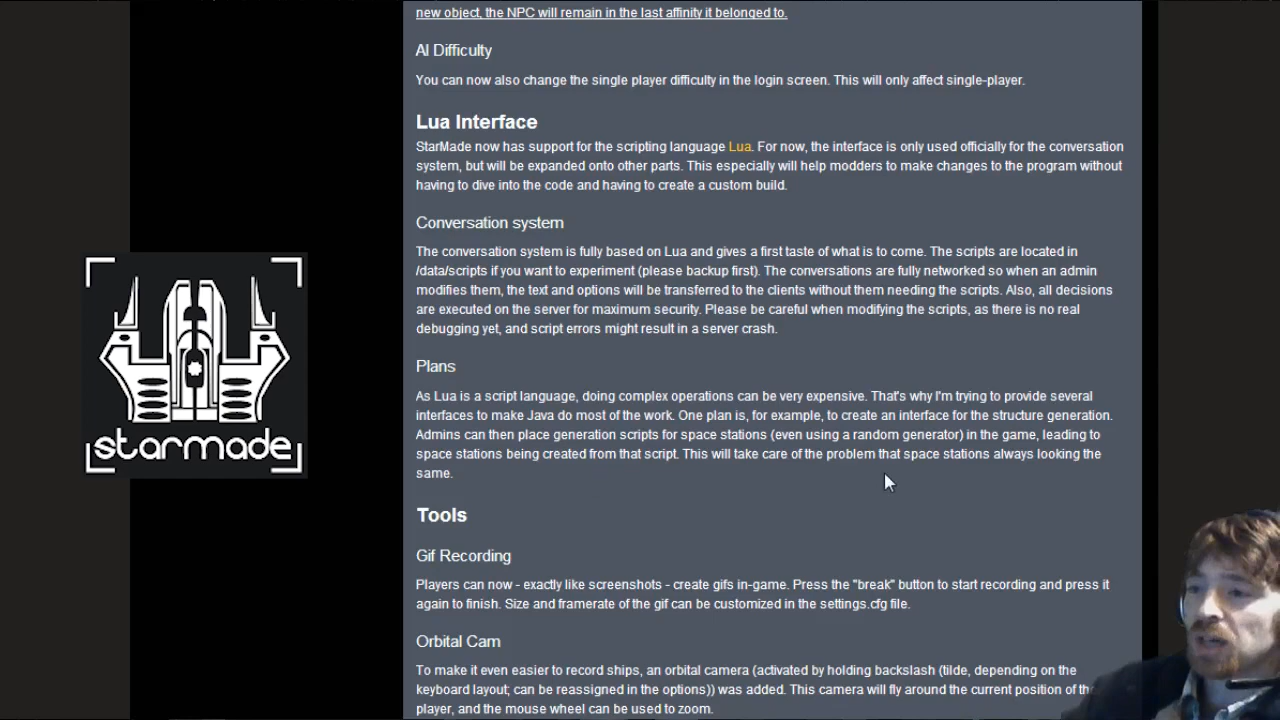 new object, the NPC will remain in the last affinity it belonged to.
AI Difficulty
You can now also change the single player difficulty in the login screen. This will only affect single-player.
Lua Interface
StarMade now has support for the scripting language Lua. For now, the interface is only used officially for the conversation
system, but will be expanded onto other parts. This especially will help modders to make changes to the program without
having to dive into the code and having to create a custom build.
Conversation system
The conversation system is fully based on Lua and gives a first taste of what is to come. The scripts are located in
/data/scripts if you want to experiment (please backup first). The conversations are fully networked so when an admin
modifies them, the text and options will be transferred to the clients without them needing the scripts. Also, all decisions
are executed on the server for maximum security. Please be careful when modifying the scripts, as there is no real
debugging yet, and script errors might result in a server crash.
Plans
As Lua is a script language, doing complex operations can be very expensive. That's why I'm trying to provide several
interfaces to make Java do most of the work. One plan is, for example, to create an interface for the structure generation.
Admins can then place generation scripts for space stations (even using a random generator) in the game, leading to
space stations being created from that script. This will take care of the problem that space stations always looking the
same.
starmade
Tools
Gif Recording
Players can now - exactly like screenshots - create gifs in-game. Press the "break" button to start recording and press it
again to finish. Size and framerate of the gif can be customized in the settings.cfg file.
Orbital Cam
To make it even easier to record ships, an orbital camera (activated by holding backslash (tilde, depending on the
keyboard layout; can be reassigned in the options)) was added. This camera will fly around the current position of
player, and the mouse wheel can be used to zoom.